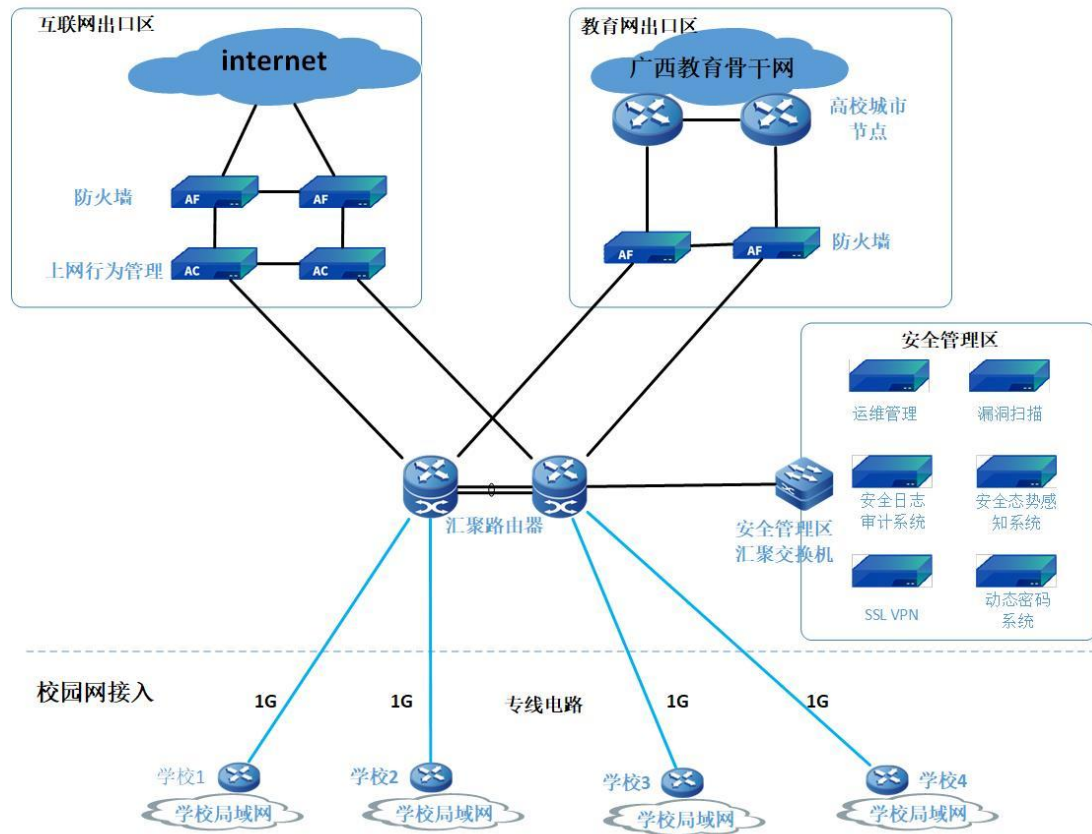 互联网出口区
internet
防火墙
AF
AF
上网行为管理
AC
AC
教育网出口区
广西教育骨干网
高校城市
节点
AF
AF
防火墙
安全管理区
运维管理
漏洞扫描
安全日志
审计系统
安全态势感
知系统
SSL VPN
动态密码
系统
汇聚路由器
安全管理区
汇聚交换机
校园网接入
1G
1G
专线电路
1G
1G
学校1
学校2
学校3
学校4
学校局域网
学校局域网
学校局域网
学校局域网